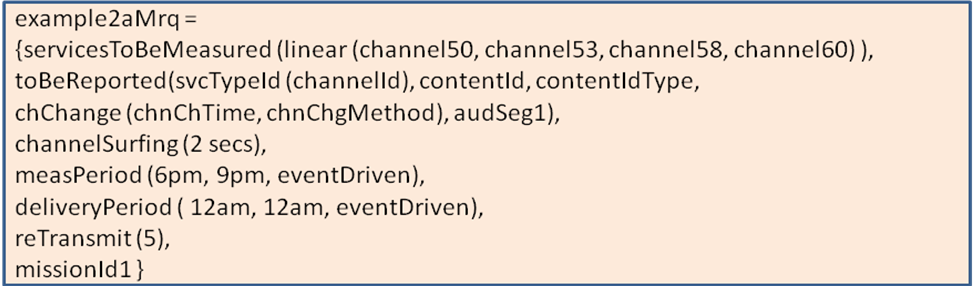 example2aMrq =
{servicesToBeMeasured (linear (channel50, channel53, channel58, channel60) ),
toBeReported(svcTypeId (channelId), contentId, contentIdType,
chChange (chnChTime, chnChgMethod), audSeg1),
channelSurfing (2 secs),
measPeriod (6pm, 9pm, eventDriven),
deliveryPeriod ( 12am, 12am, eventDriven),
reTransmit (5),
missionId1 }